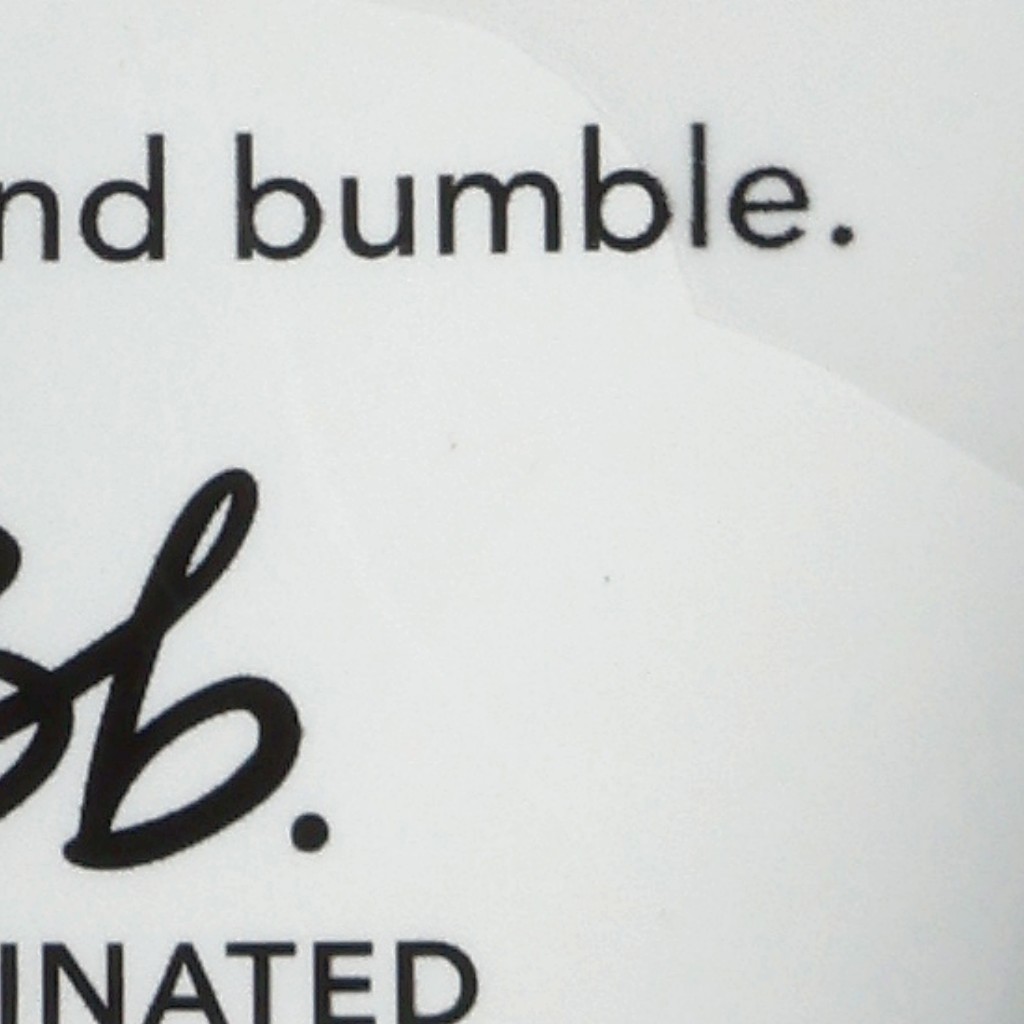 nd bumble.
Bb.
INATED